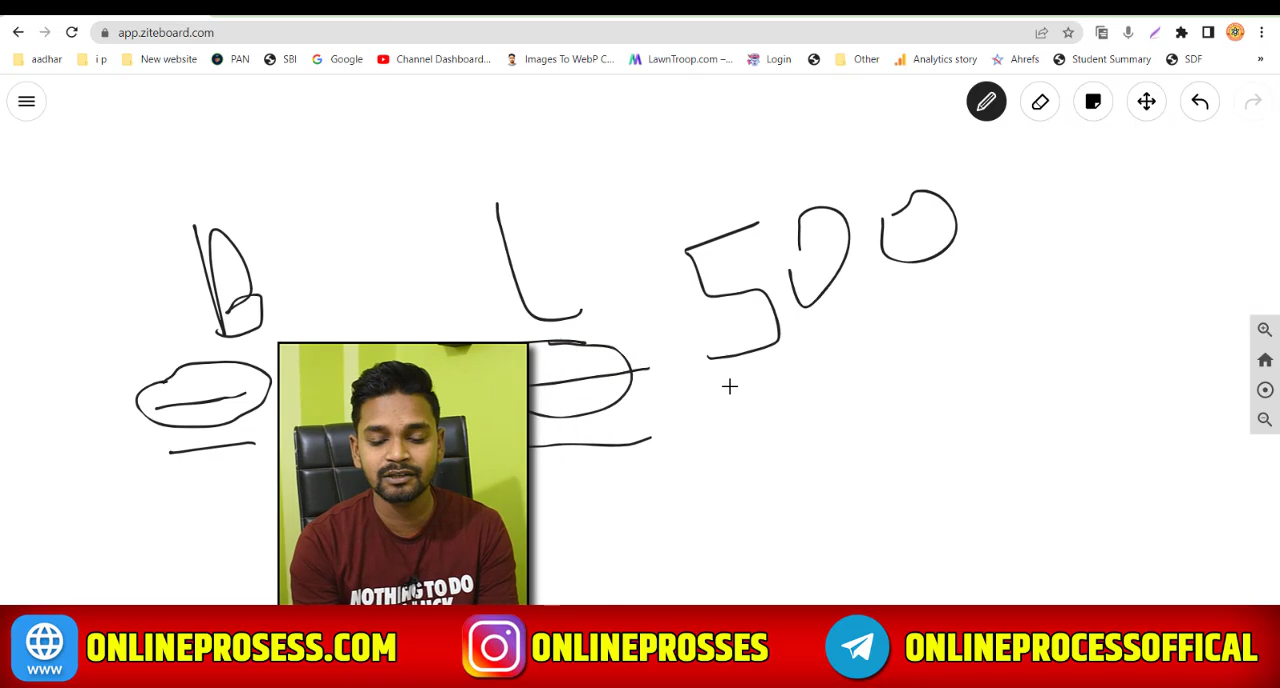 app.ziteboard.com
aadhar i p New website PAN SBI Google Channel Dashboard... Images To WebP C... LawnTroop.com –... Login Other Analytics story Ahrefs Student Summary SDF »
B L 500
NOTHING TO DO
LUCK
WWW ONLINEPROSESS.COM ONLINEPROSSES ONLINEPROCESSOFFICAL